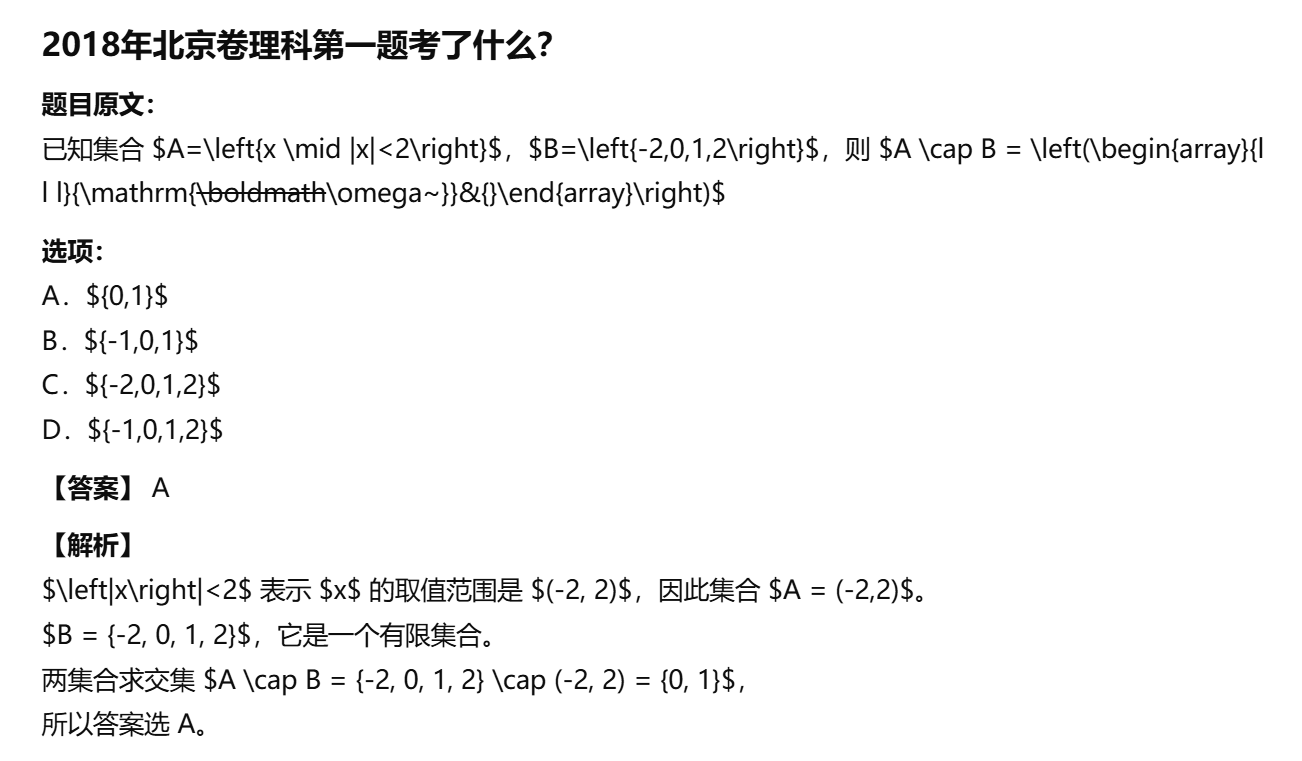 2018年北京卷理科第一题考了什么？
题目原文：
已知集合 $A=\left{x \mid |x|<2\right}$，$B=\left{-2,0,1,2\right}$，则 $A \cap B = \left(\begin{array}{l
l l}{\mathrm{\boldmath\omega~}}&{}\end{array}\right)$
选项：
A．${0,1}$
B．${-1,0,1}$
C．${-2,0,1,2}$
D．${-1,0,1,2}$
【答案】 A
【解析】
$\left|x\right|<2$ 表示 $x$ 的取值范围是 $(-2, 2)$，因此集合 $A = (-2,2)$。
$B = {-2, 0, 1, 2}$，它是一个有限集合。
两集合求交集 $A \cap B = {-2, 0, 1, 2} \cap (-2, 2) = {0, 1}$，
所以答案选 A。